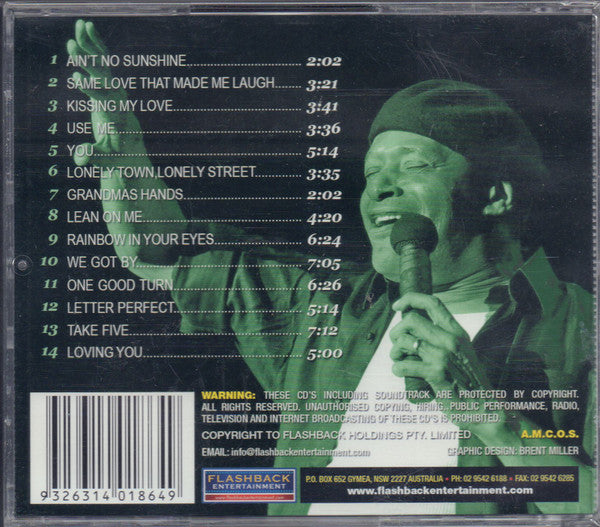 1 AIN'T NO SUNSHINE 2:02
2 SAME LOVE THAT MADE ME LAUGH 3:21
3 KISSING MY LOVE 3:41
4 USE ME 3:36
5 YOU 5:14
6 LONELY TOWN,LONELY STREET 3:35
7 GRANDMAS HANDS 2:02
8 LEAN ON ME 4:20
9 RAINBOW IN YOUR EYES 6:24
10 WE GOT BY 7:05
11 ONE GOOD TURN 6:26
12 LETTER PERFECT 5:14
13 TAKE FIVE 7:12
14 LOVING YOU 5:00
WARNING: THESE CD'S INCLUDING SOUNDTRACK ARE PROTECTED BY COPYRIGHT.
ALL RIGHTS RESERVED. UNAUTHORISED COPYING, HIRING, PUBLIC PERFORMANCE, RADIO,
TELEVISION AND INTERNET BROADCASTING OF THESE CD'S IS PROHIBITED.
COPYRIGHT TO FLASHBACK HOLDINGS PTY. LIMITED A.M.C.O.S.
EMAIL: info@flashbackentertainment.com GRAPHIC DESIGN: BRENT MILLER
9 326314 018649
FLASHBACK
ENTERTAINMENT
www.flashbackentertainment.com
P.O. BOX 652 GYMEA, NSW 2227 AUSTRALIA • PH: 02 9542 6188 • FAX: 02 9542 6285
www.flashbackentertainment.com